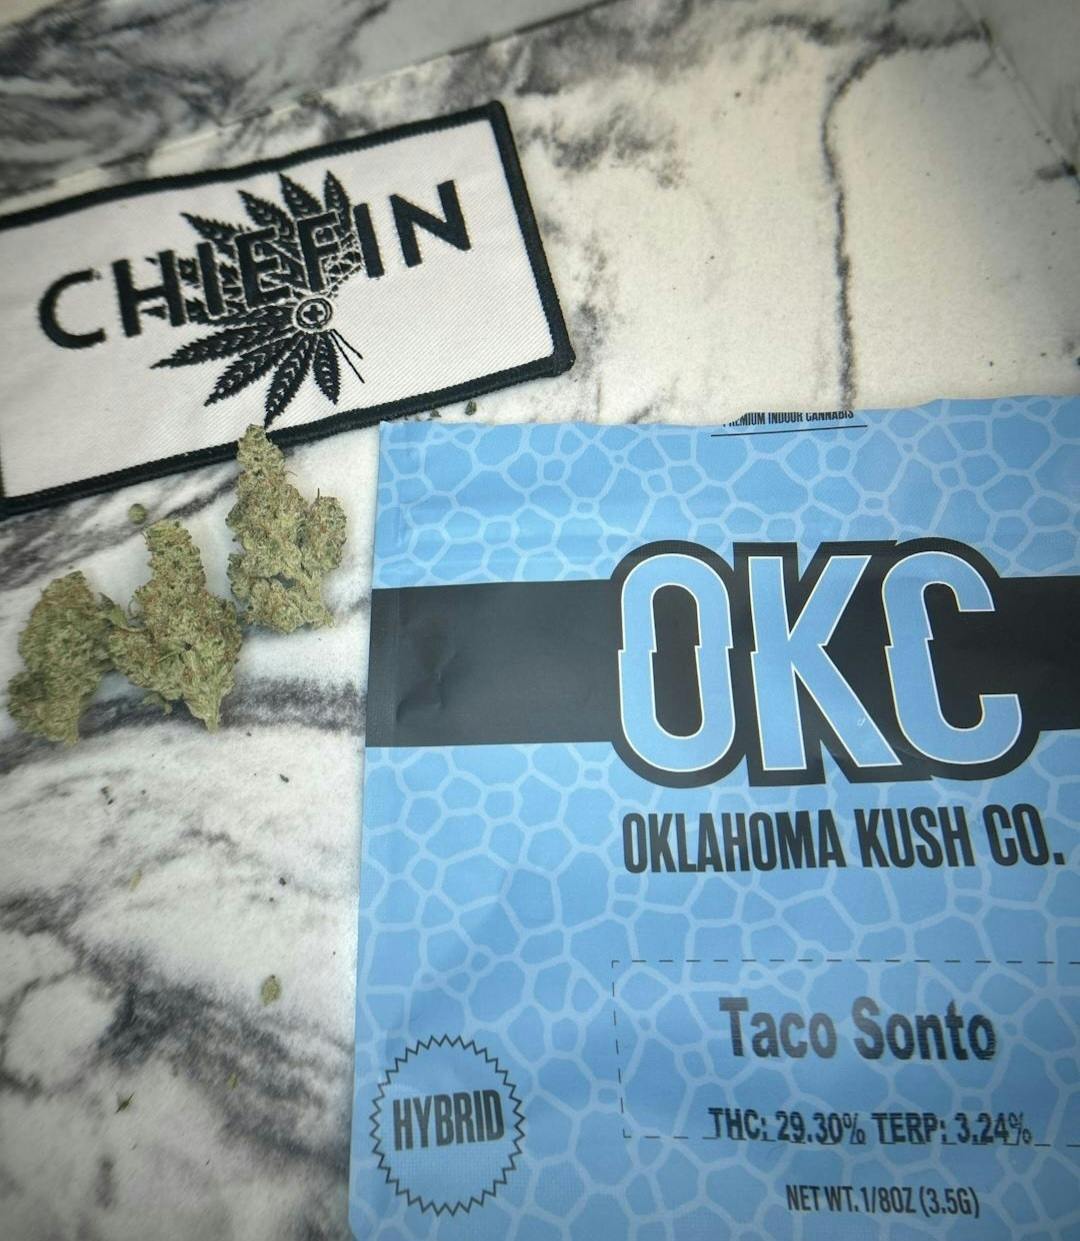 CHIEFIN
PREMIUM INDOOR CANNABIS
OKC
OKLAHOMA KUSH CO.
Taco Sonto
THC: 29.30% TERP: 3.24%
HYBRID
NET WT. 1/8OZ (3.5G)